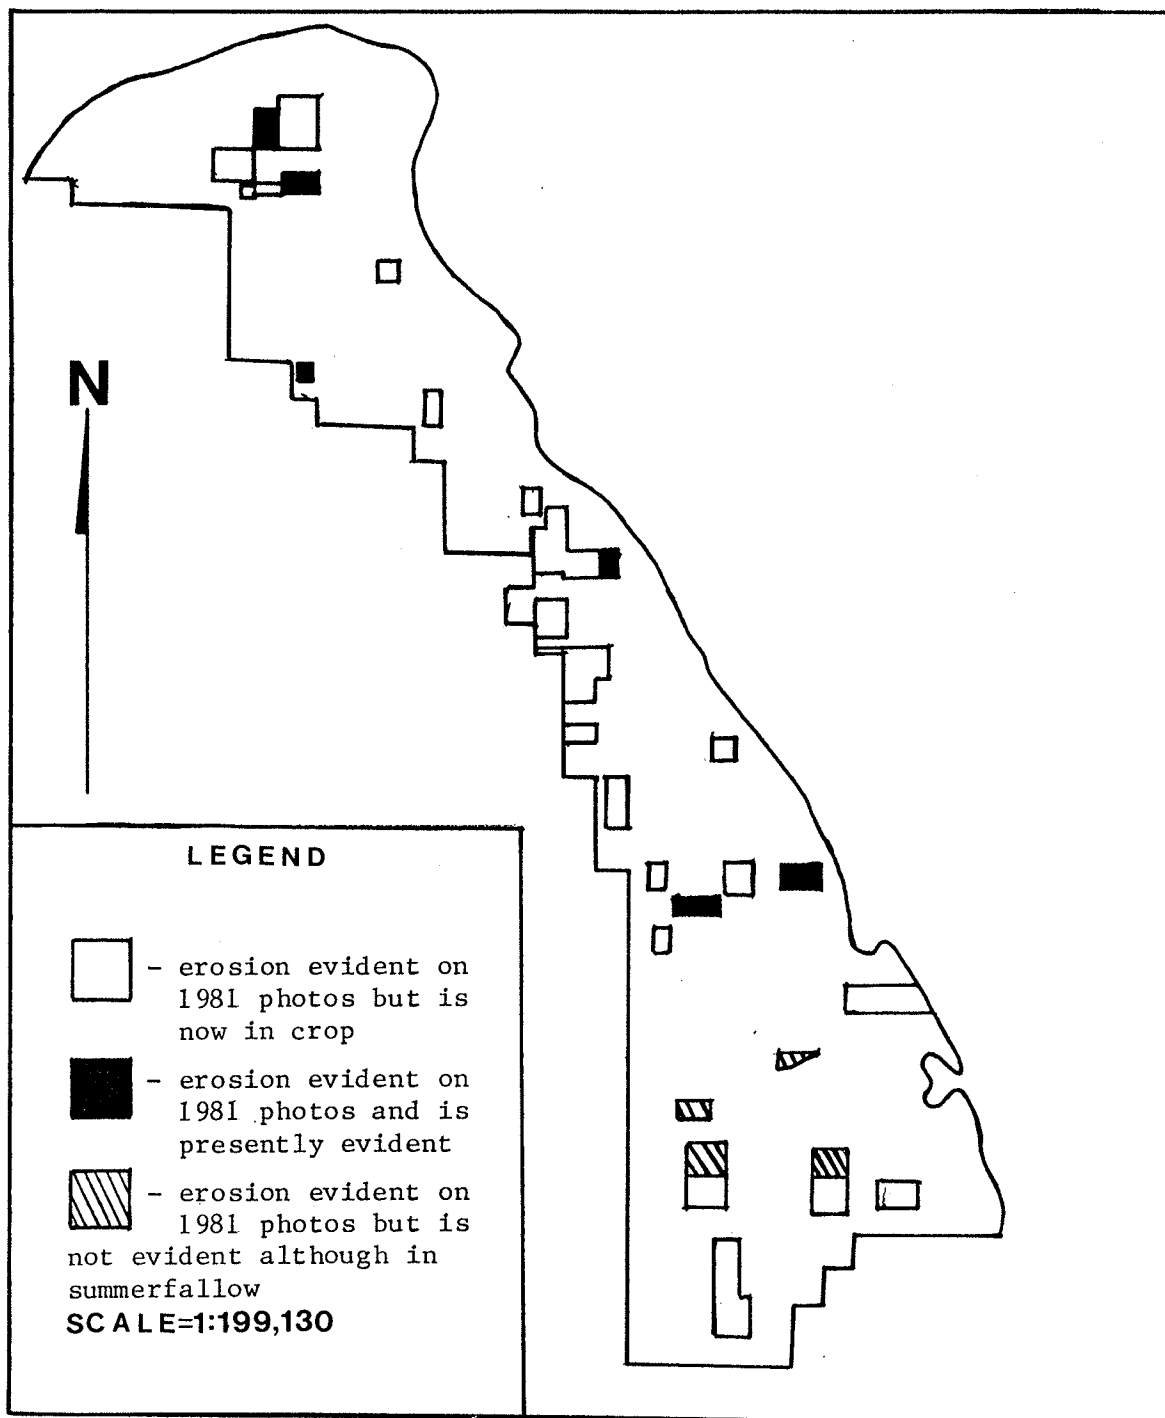 N
LEGEND
- erosion evident on
1981 photos but is
now in crop
- erosion evident on
1981 photos and is
presently evident
- erosion evident on
1981 photos but is
not evident although in
summerfallow
SCALE=1:199,130